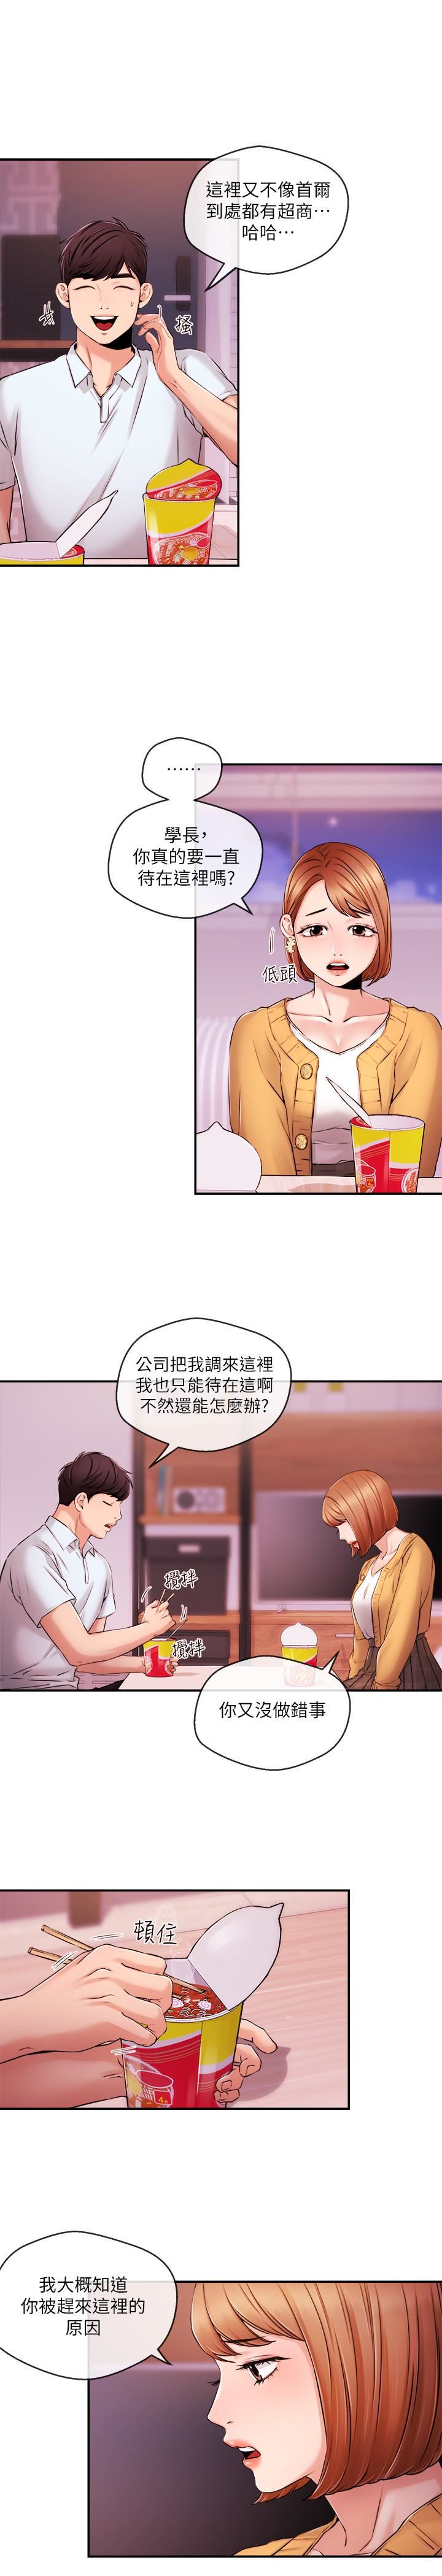 這裡又不像首爾
到處都有超商…
哈哈…
搔
……
學長，
你真的要一直
待在這裡嗎？
低頭
公司把我調來這裡
我也只能待在這啊
不然還能怎麼辦？
攪拌
攪拌
你又沒做錯事
頓住
我大概知道
你被趕來這裡的
原因